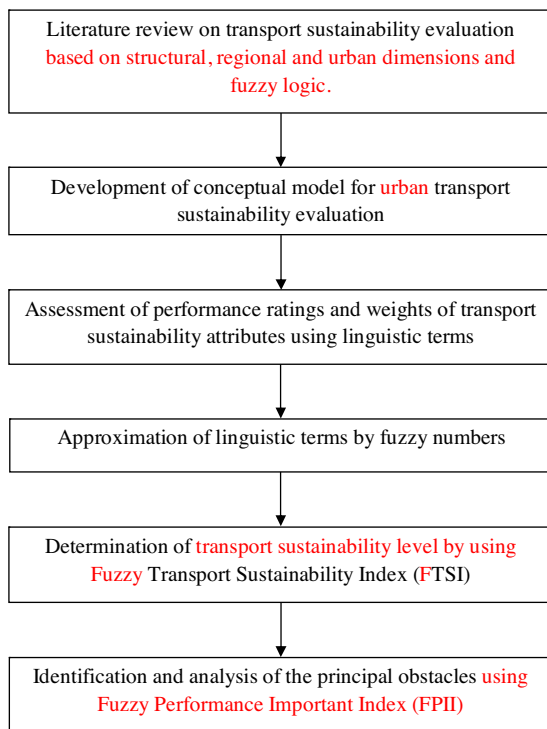 Literature review on transport sustainability evaluation
based on structural, regional and urban dimensions and
fuzzy logic.
Development of conceptual model for urban transport
sustainability evaluation
Assessment of performance ratings and weights of transport
sustainability attributes using linguistic terms
Approximation of linguistic terms by fuzzy numbers
Determination of transport sustainability level by using
Fuzzy Transport Sustainability Index (FTSI)
Identification and analysis of the principal obstacles using
Fuzzy Performance Important Index (FPII)